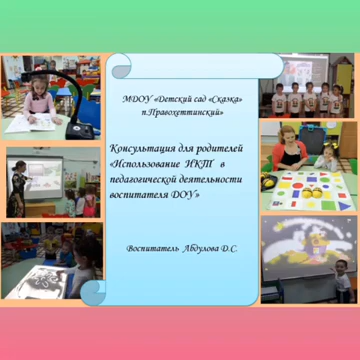 МДОУ «Детский сад «Сказка»
п.Правохеттинский»
Консультация для родителей
«Использование ИКТ в
педагогической деятельности
воспитателя ДОУ»
Воспитатель Абдулова Д.С.